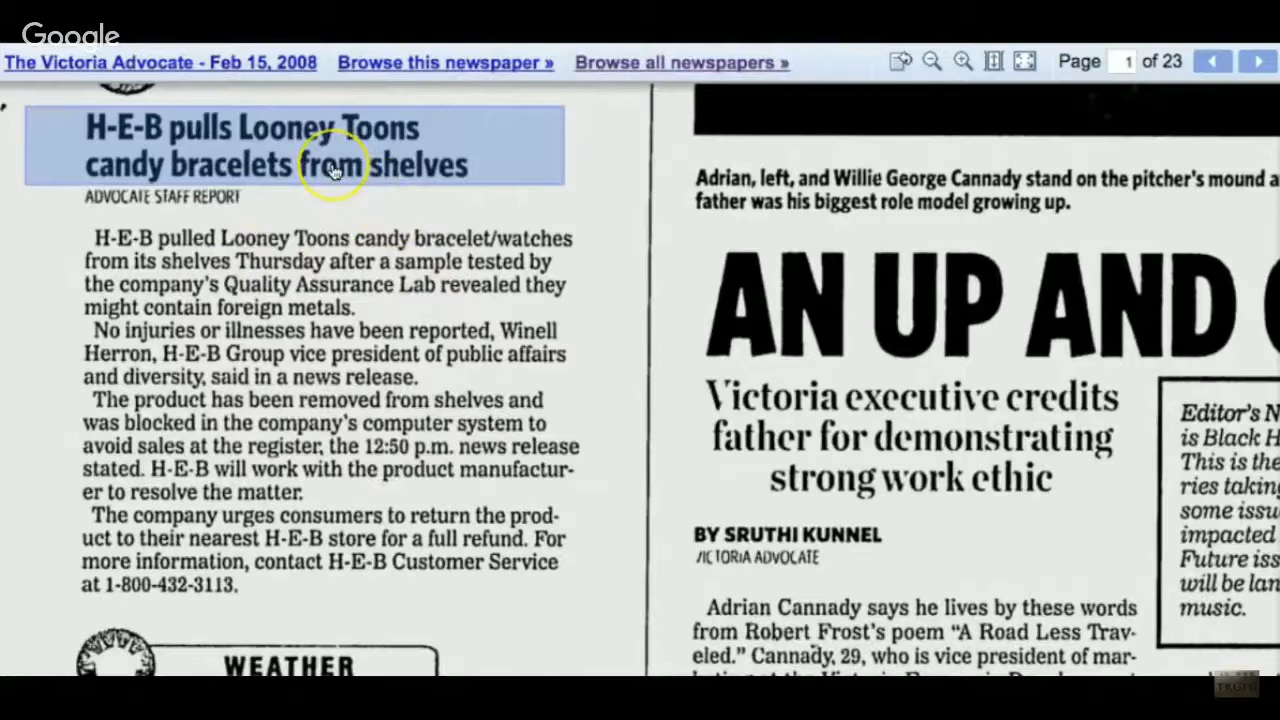 Google
The Victoria Advocate - Feb 15, 2008 Browse this newspaper » Browse all newspapers » Page 1 of 23
H-E-B pulls Looney Toons
candy bracelets from shelves
ADVOCATE STAFF REPORT
H-E-B pulled Looney Toons candy bracelet/watches
from its shelves Thursday after a sample tested by
the company's Quality Assurance Lab revealed they
might contain foreign metals.
No injuries or illnesses have been reported, Winell
Herron, H-E-B Group vice president of public affairs
and diversity, said in a news release.
The product has been removed from shelves and
was blocked in the company's computer system to
avoid sales at the register, the 12:50 p.m. news release
stated. H-E-B will work with the product manufactur-
er to resolve the matter.
The company urges consumers to return the prod-
uct to their nearest H-E-B store for a full refund. For
more information, contact H-E-B Customer Service
at 1-800-432-3113.
WEATHER
Adrian, left, and Willie George Cannady stand on the pitcher's mound a
father was his biggest role model growing up.
AN UP AND
Victoria executive credits
father for demonstrating
strong work ethic
BY SRUTHI KUNNEL
VICTORIA ADVOCATE
Adrian Cannady says he lives by these words
from Robert Frost's poem “A Road Less Trav-
eled.” Cannady, 29, who is vice president of mar-
Editor's N
is Black H
This is the
ries taking
some issu
impacted
Future iss
will be lan
music.
TRUTH